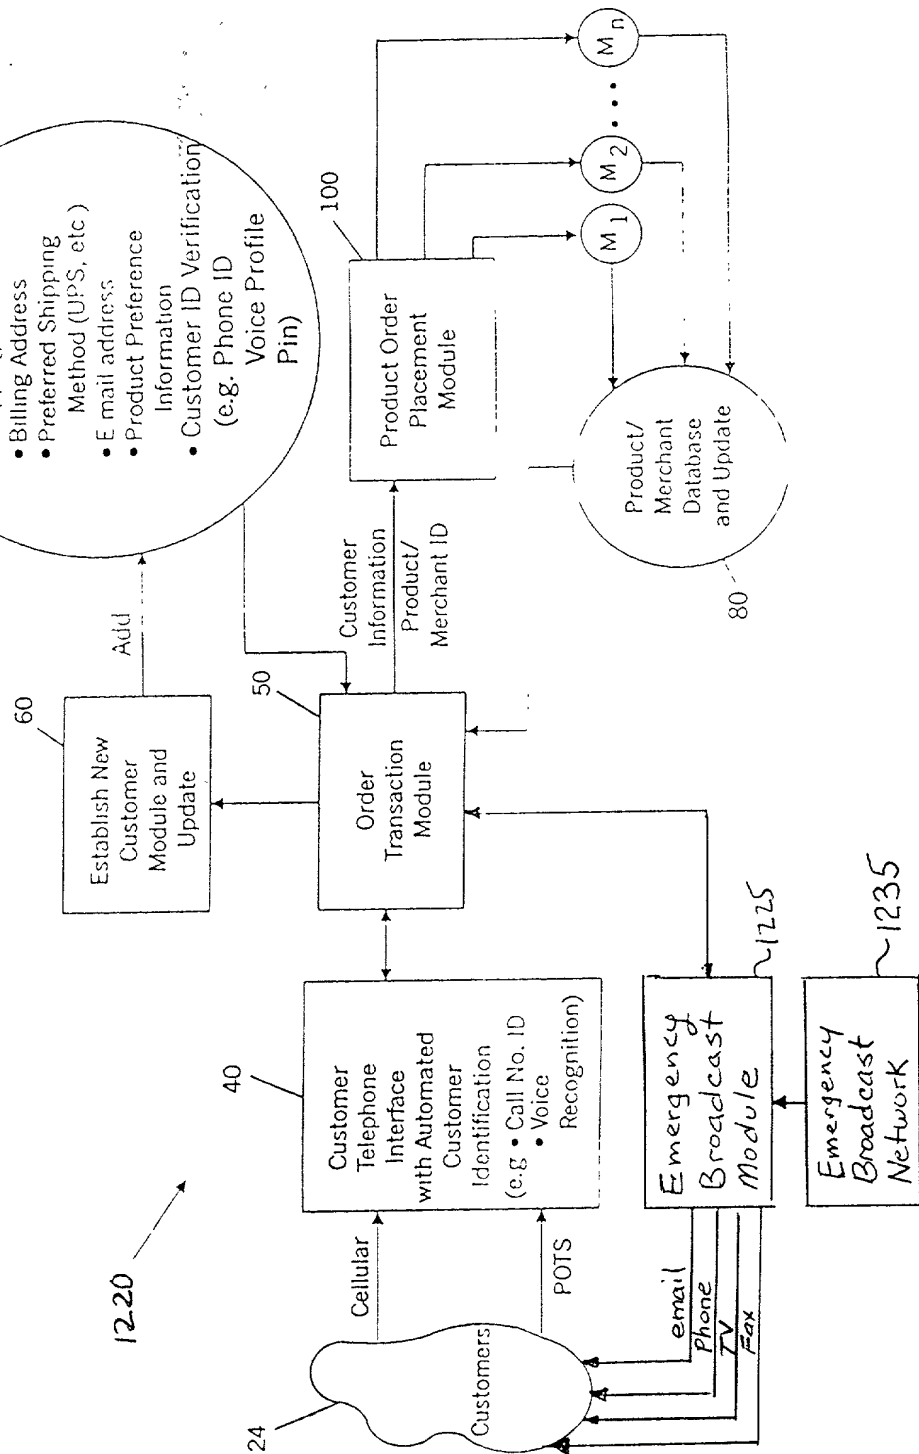 1220
24
Customers
Cellular
POTS
email
Phone
TV
Fax
40
Customer
Telephone
Interface
with Automated
Customer
Identification
(e.g • Call No. ID
• Voice
Recognition)
Emergency
Broadcast
Module
~1225
Emergency
Broadcast
Network
~1235
50
Order
Transaction
Module
60
Establish New
Customer
Module and
Update
Add
• Billing Address
• Preferred Shipping
Method (UPS, etc )
• E mail address
• Product Preference
Information
• Customer ID Verification
(e.g. Phone ID
Voice Profile
Pin)
Customer
Information
Product/
Merchant ID
100
Product Order
Placement
Module
M1
M2
• • • •
Mn
Product/
Merchant
Database
and Update
80